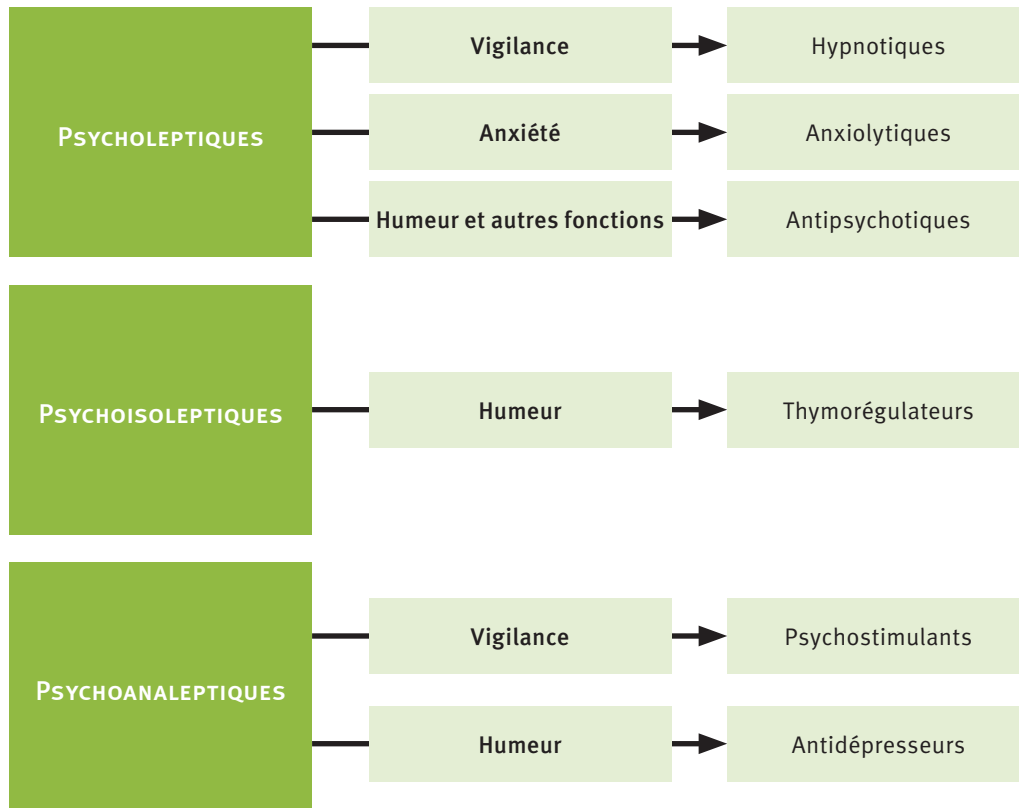 Psycholeptiques
Vigilance
Hypnotiques
Anxiété
Anxiolytiques
Humeur et autres fonctions
Antipsychotiques
Psychoisoleptiques
Humeur
Thymorégulateurs
Psychoanaleptiques
Vigilance
Psychostimulants
Humeur
Antidépresseurs